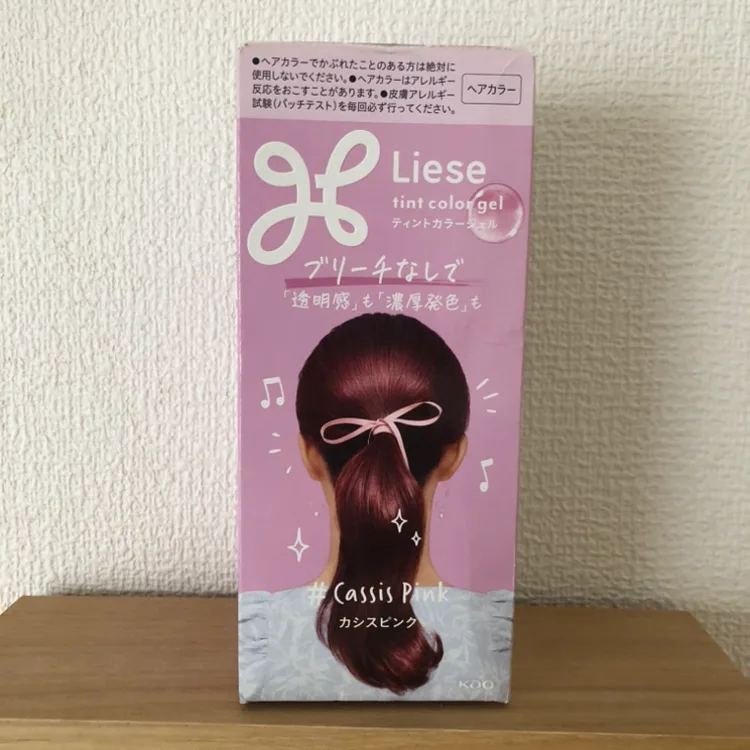 ●ヘアカラーでかぶれたことのある方は絶対に
使用しないでください。●ヘアカラーはアレルギー
反応をおこすことがあります。●皮膚アレルギー
試験(パッチテスト)を毎回必ず行ってください。
ヘアカラー
Liese
tint color gel
ティントカラージェル
ブリーチなしで
「透明感」も「濃厚発色」も
# Cassis Pink
カシスピンク
Kao